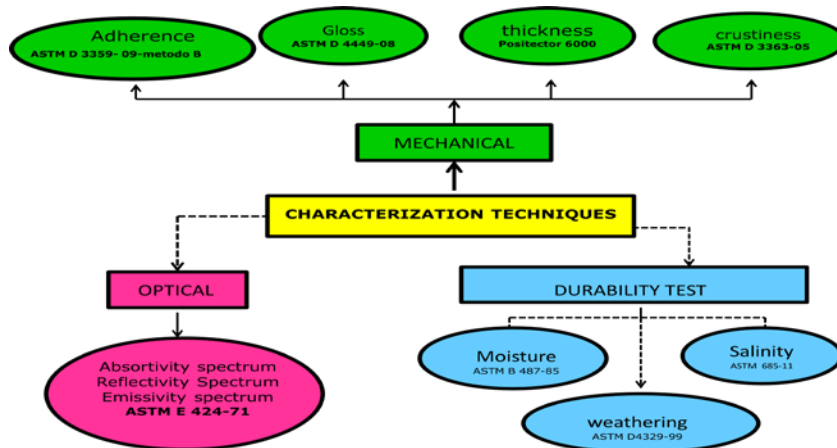 Adherence
ASTM D 3359- 09-metodo B
Gloss
ASTM D 4449-08
thickness
Positector 6000
crustiness
ASTM D 3363-05
MECHANICAL
CHARACTERIZATION TECHNIQUES
OPTICAL
DURABILITY TEST
Absortivity spectrum
Reflectivity Spectrum
Emissivity spectrum
ASTM E 424-71
Moisture
ASTM B 487-85
Salinity
ASTM 685-11
weathering
ASTM D4329-99